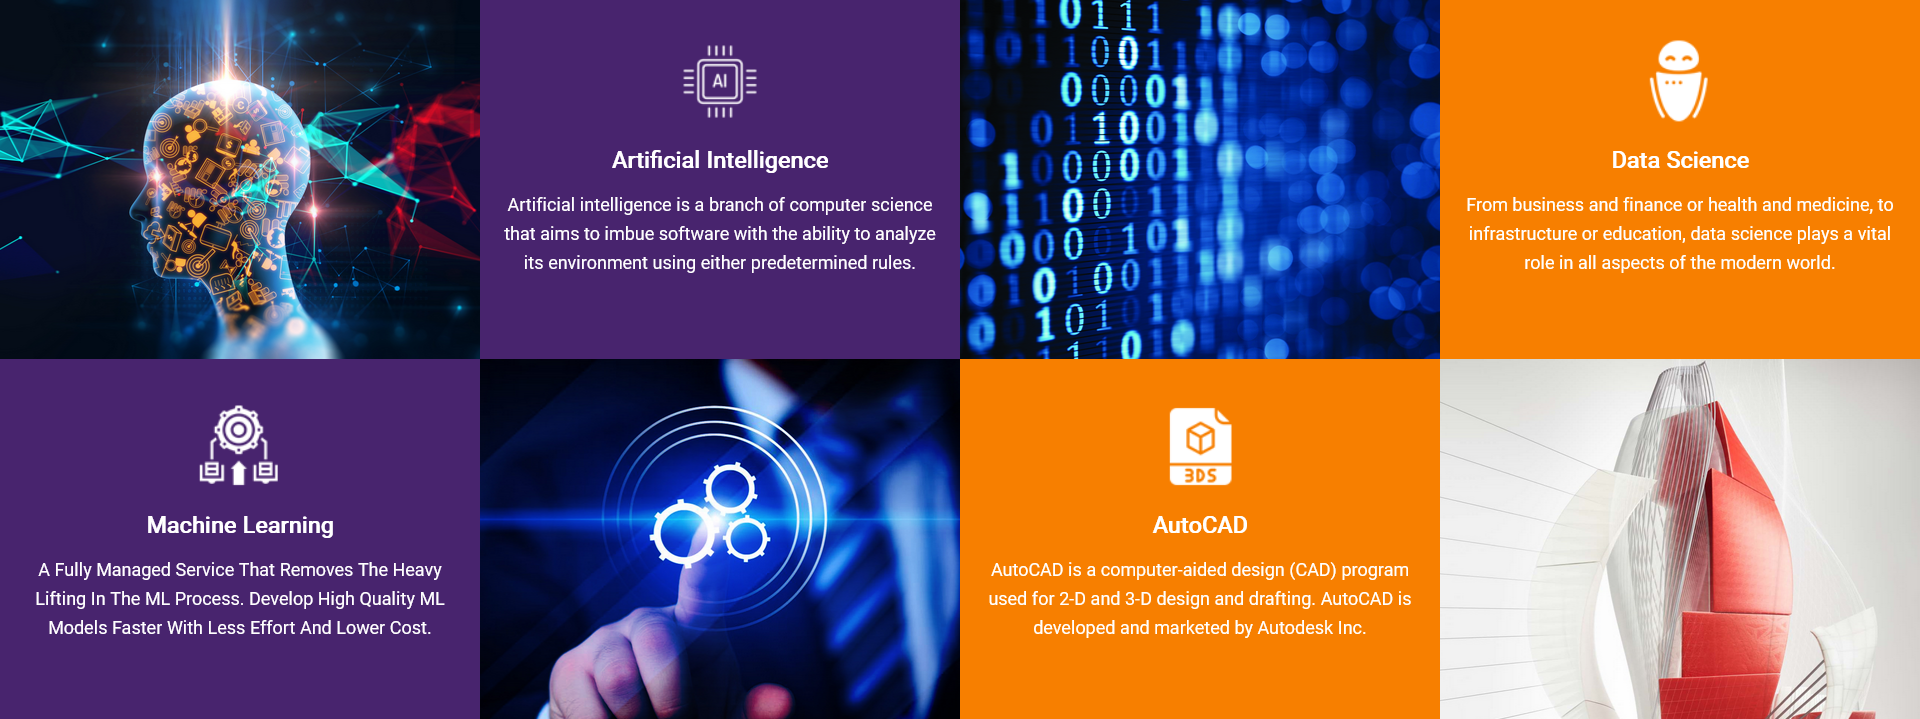 AI
Artificial Intelligence
Artificial intelligence is a branch of computer science
that aims to imbue software with the ability to analyze
its environment using either predetermined rules.
Data Science
From business and finance or health and medicine, to
infrastructure or education, data science plays a vital
role in all aspects of the modern world.
Machine Learning
A Fully Managed Service That Removes The Heavy
Lifting In The ML Process. Develop High Quality ML
Models Faster With Less Effort And Lower Cost.
3DS
AutoCAD
AutoCAD is a computer-aided design (CAD) program
used for 2-D and 3-D design and drafting. AutoCAD is
developed and marketed by Autodesk Inc.